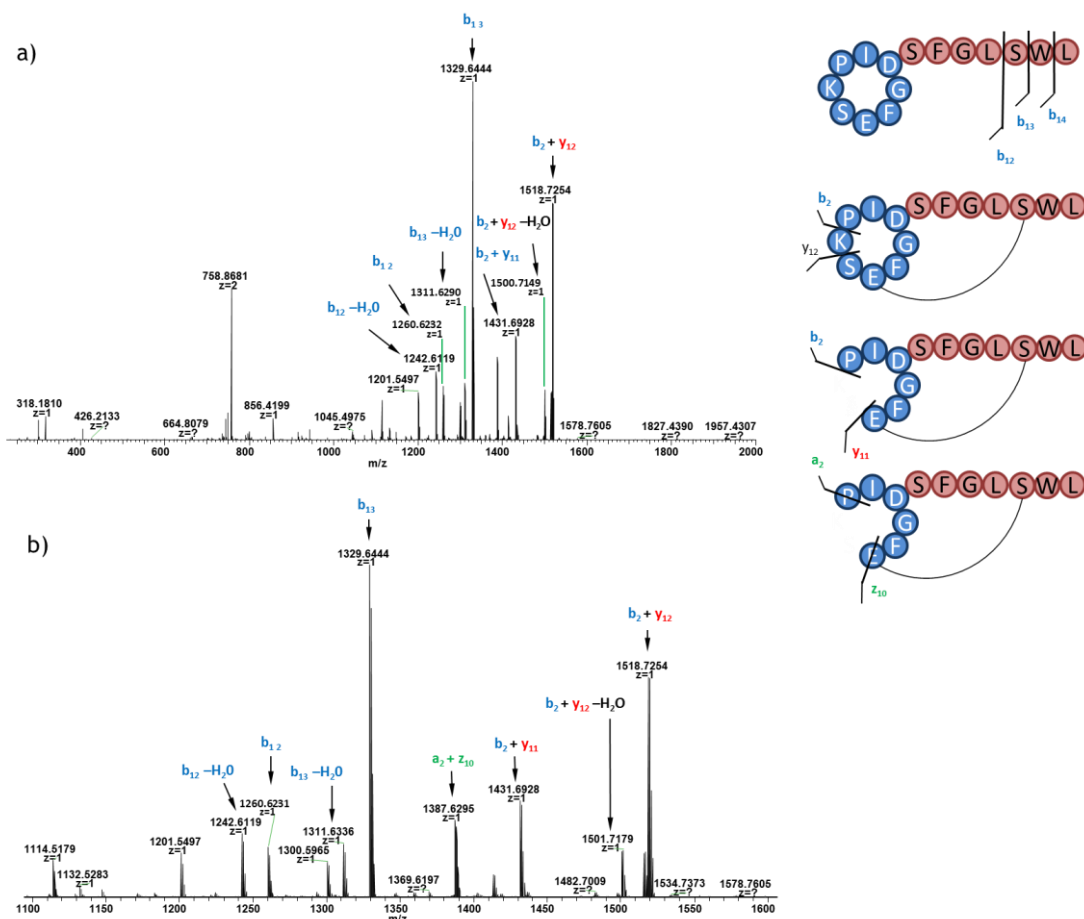 a)
b₁ ₃
1329.6444
z=1
b₂ + y₁₂
1518.7254
z=1
b₂ + y₁₂ –H₂O
1500.7149
z=1
b₁₃ –H₂O
1311.6290
z=1
b₂ + y₁₁
1431.6928
z=1
b₁ ₂
1260.6232
z=1
b₁₂ –H₂O
1242.6119
z=1
1201.5497
z=1
758.8681
z=2
318.1810
z=1
426.2133
z=?
664.8079
z=?
856.4199
z=1
1046.4975
z=?
1578.7605
z=?
1827.4390
z=?
1957.4307
z=?
400 600 800 1000 1200 1400 1600 1800 2000
m/z
S F G L S W L
P I D G F E S K
b₁₂
b₁₃
b₁₄
b₂
S F G L S W L
P I D G F E S K
y₁₂
b₂
P I D S F G L S W L
G
F
E
y₁₁
a₂
P I D S F G L S W L
G
F
E
z₁₀
b)
b₁₃
1329.6444
z=1
b₂ + y₁₂
1518.7254
z=1
b₂ + y₁₂ –H₂O
1501.7179
z=1
b₂ + y₁₁
1431.6928
z=1
a₂ + z₁₀
1387.6295
z=1
b₁₃ –H₂O
1311.6336
z=1
b₁ ₂
1260.6231
z=1
b₁₂ –H₂O
1242.6119
z=1
1201.5497
z=1
1300.5965
z=1
1114.5179
z=1
1132.5283
z=1
1369.6197
z=?
1482.7009
z=?
1534.7373
z=?
1578.7605
z=?
1100 1150 1200 1250 1300 1350 1400 1450 1500 1550 1600
m/z